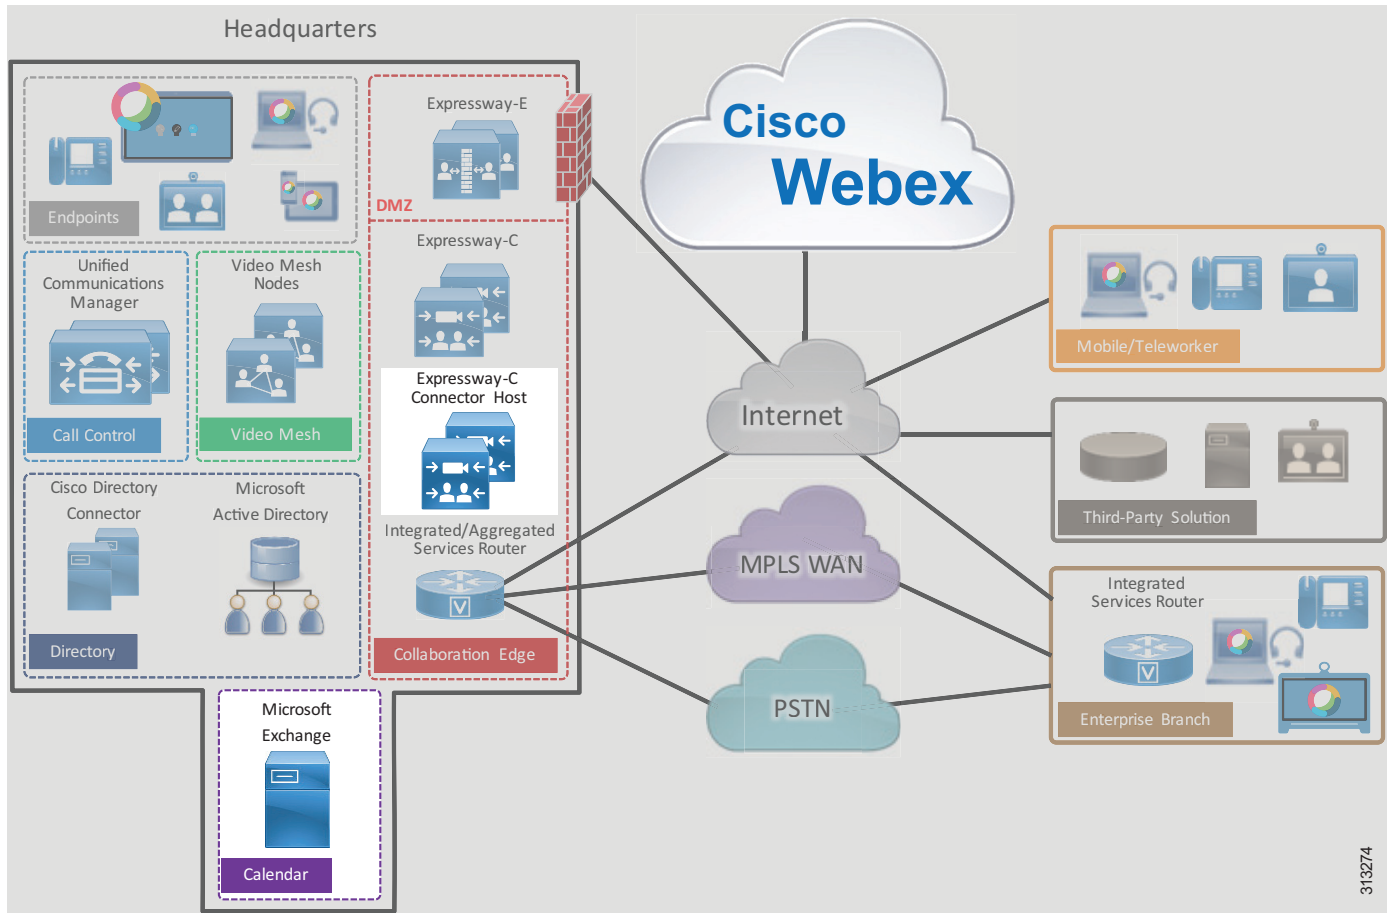 Headquarters
Expressway-E
DMZ
Endpoints
Unified
Communications
Manager
Call Control
Video Mesh
Nodes
Video Mesh
Expressway-C
Expressway-C
Connector Host
Integrated/Aggregated
Services Router
V
Collaboration Edge
Cisco Directory
Connector
Microsoft
Active Directory
Directory
Microsoft
Exchange
Calendar
Cisco
Webex
Internet
MPLS WAN
PSTN
Mobile/Teleworker
Third-Party Solution
Integrated
Services Router
V
Enterprise Branch
313274